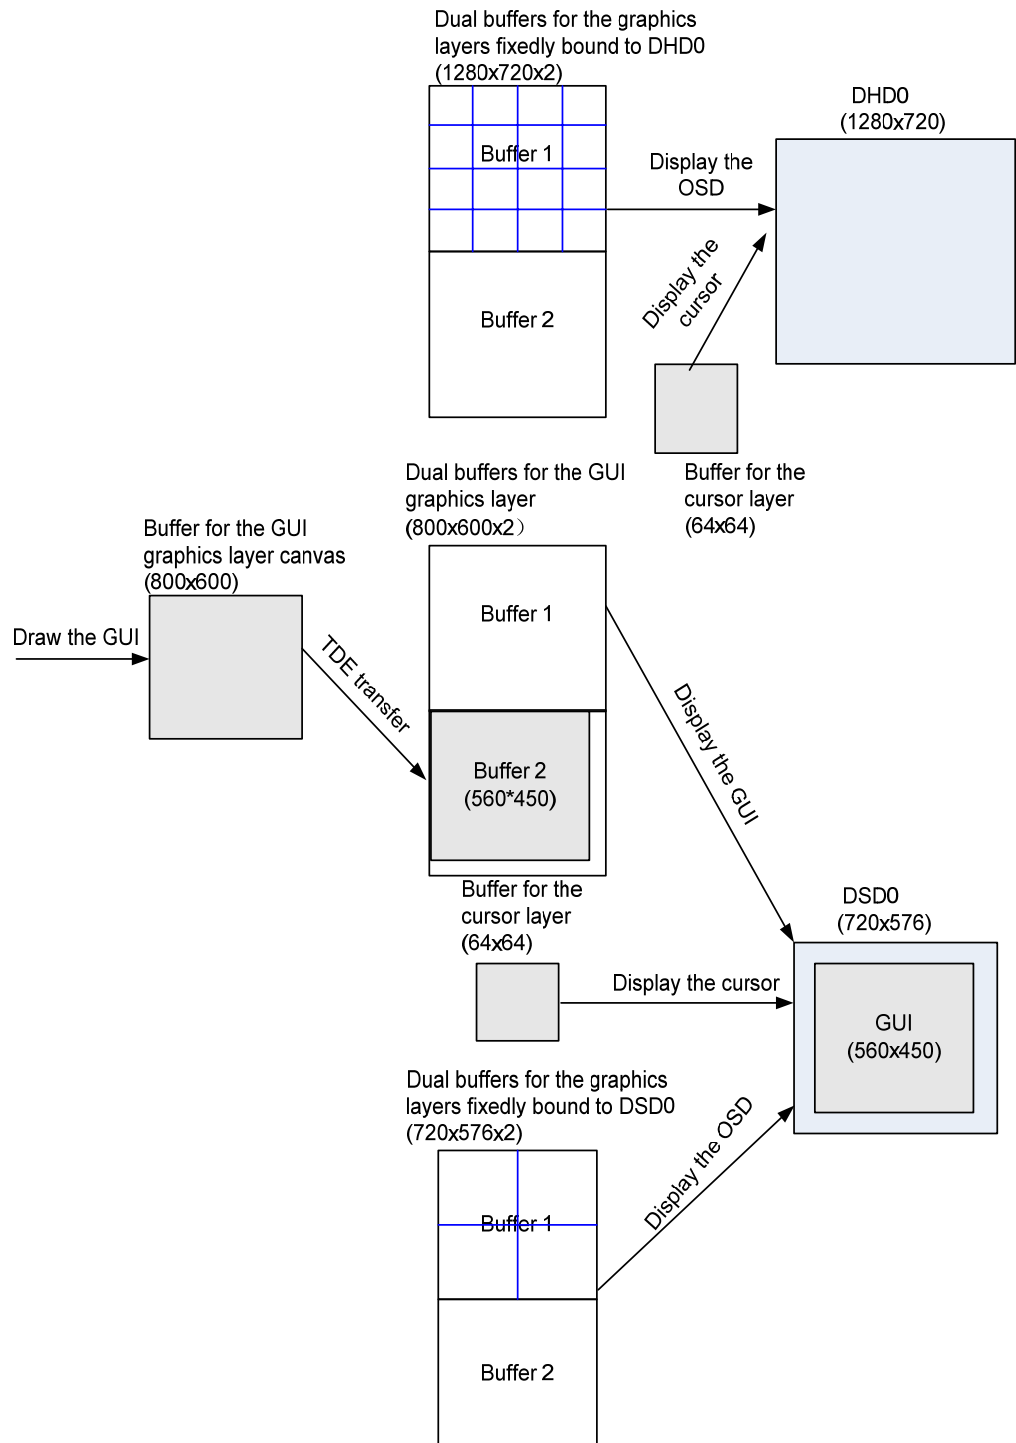 Dual buffers for the graphics
layers fixedly bound to DHD0
(1280x720x2)
DHD0
(1280x720)
Buffer 1
Display the
OSD
Display the
cursor
Buffer 2
Dual buffers for the GUI
graphics layer
(800x600x2）
Buffer for the
cursor layer
(64x64)
Buffer for the GUI
graphics layer canvas
(800x600)
Buffer 1
Draw the GUI
TDE transfer
Display the GUI
Buffer 2
(560*450)
Buffer for the
cursor layer
(64x64)
DSD0
(720x576)
Display the cursor
GUI
(560x450)
Dual buffers for the graphics
layers fixedly bound to DSD0
(720x576x2)
Display the OSD
Buffer 1
Buffer 2